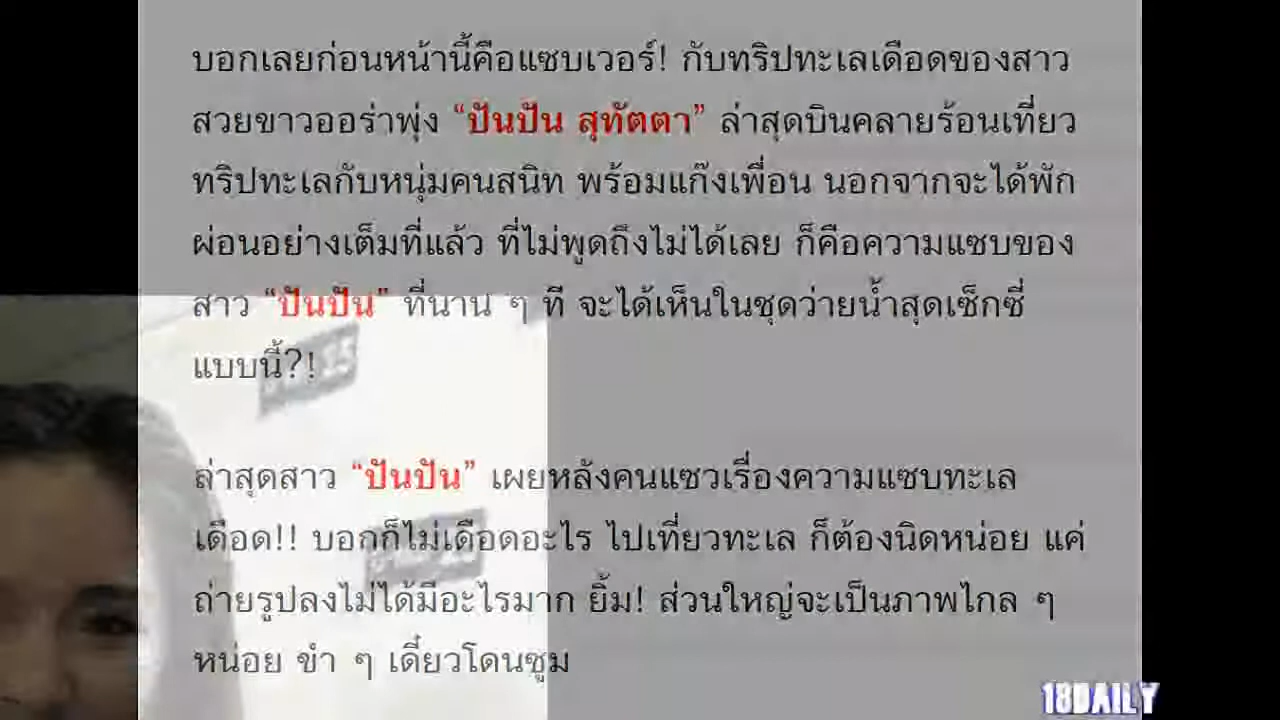 บอกเลยก่อนหน้านี้คือแซบเวอร์! กับทริปทะเลเดือดของสาว
สวยขาวออร่าพุ่ง “ปันปัน สุทัตตา” ล่าสุดบินคลายร้อนเที่ยว
ทริปทะเลกับหนุ่มคนสนิท พร้อมแก๊งเพื่อน นอกจากจะได้พัก
ผ่อนอย่างเต็มที่แล้ว ที่ไม่พูดถึงไม่ได้เลย ก็คือความแซบของ
สาว “ปันปัน” ที่นาน ๆ ที จะได้เห็นในชุดว่ายน้ำสุดเซ็กซี่
แบบนี้?!
ล่าสุดสาว “ปันปัน” เผยหลังคนแซวเรื่องความแซบทะเล
เดือด!! บอกก็ไม่เดือดอะไร ไปเที่ยวทะเล ก็ต้องนิดหน่อย แค่
ถ่ายรูปลงไม่ได้มีอะไรมาก ยิ้ม! ส่วนใหญ่จะเป็นภาพไกล ๆ
หน่อย ขำ ๆ เดี๋ยวโดนซูม
18DAILY